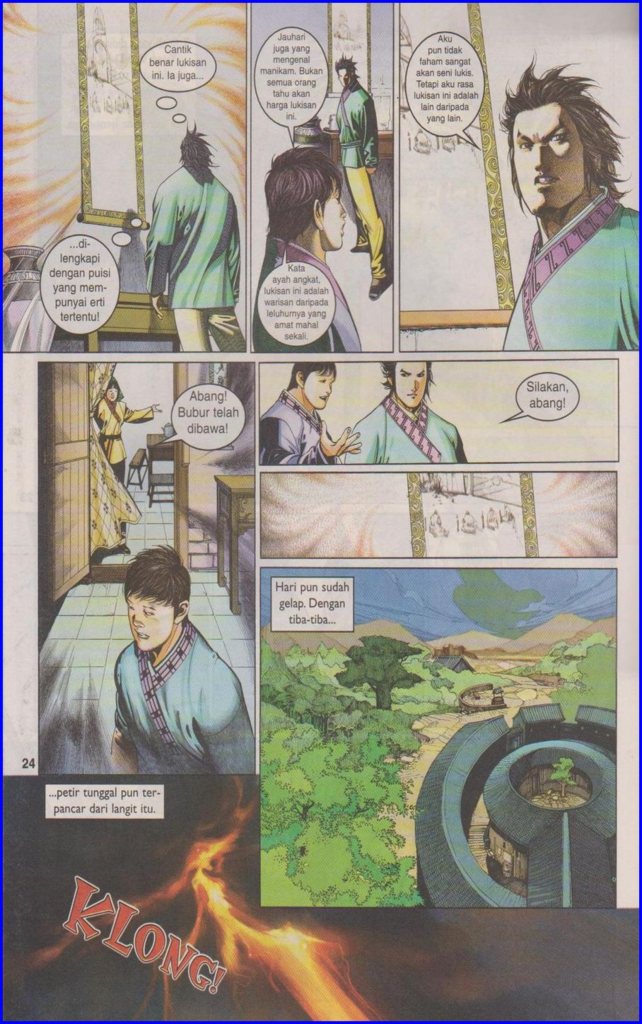 Cantik
benar lukisan
ini. Ia juga...
...di-
lengkapi
dengan puisi
yang mem-
punyai erti
tertentu!
Jauhari
juga yang
mengenal
manikam. Bukan
semua orang
tahu akan
harga lukisan
ini.
Kata
ayah angkat,
lukisan ini adalah
warisan daripada
leluhurnya yang
amat mahal
sekali.
Aku
pun tidak
faham sangat
akan seni lukis.
Tetapi aku rasa
lukisan ini adalah
lain daripada
yang lain.
Abang!
Bubur telah
dibawa!
Silakan,
abang!
Hari pun sudah
gelap. Dengan
tiba-tiba...
24
...petir tunggal pun ter-
pancar dari langit itu.
KLONG!